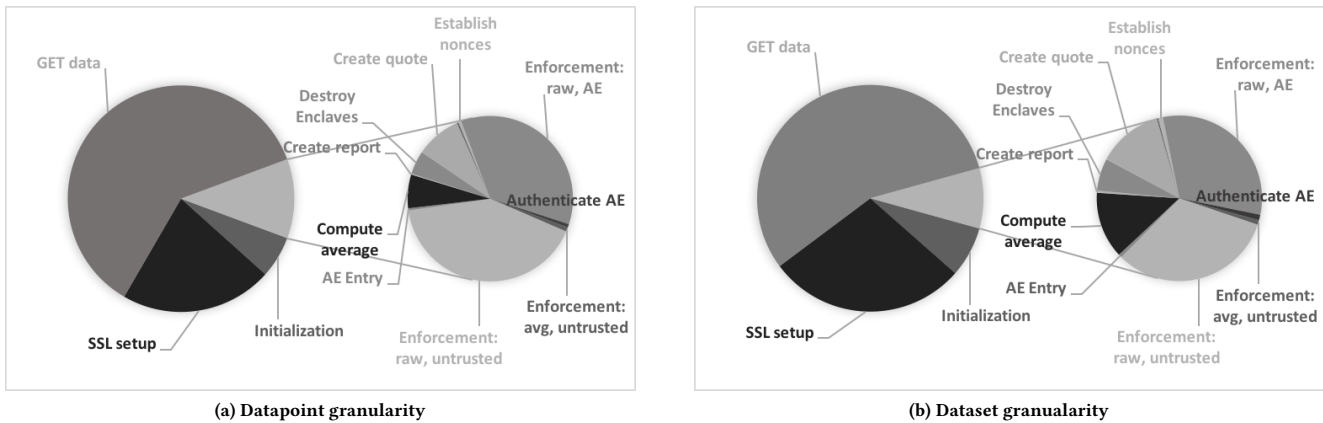 Establish
nonces
GET data
Create quote
Enforcement:
raw, AE
Destroy
Enclaves
Create report
Authenticate AE
Compute
average
AE Entry
Enforcement:
avg, untrusted
Initialization
SSL setup
Enforcement:
raw, untrusted
(a) Datapoint granularity
Establish
nonces
GET data
Create quote
Enforcement:
raw, AE
Destroy
Enclaves
Create report
Authenticate AE
Compute
average
AE Entry
Enforcement:
avg, untrusted
Initialization
SSL setup
Enforcement:
raw, untrusted
(b) Dataset granualarity